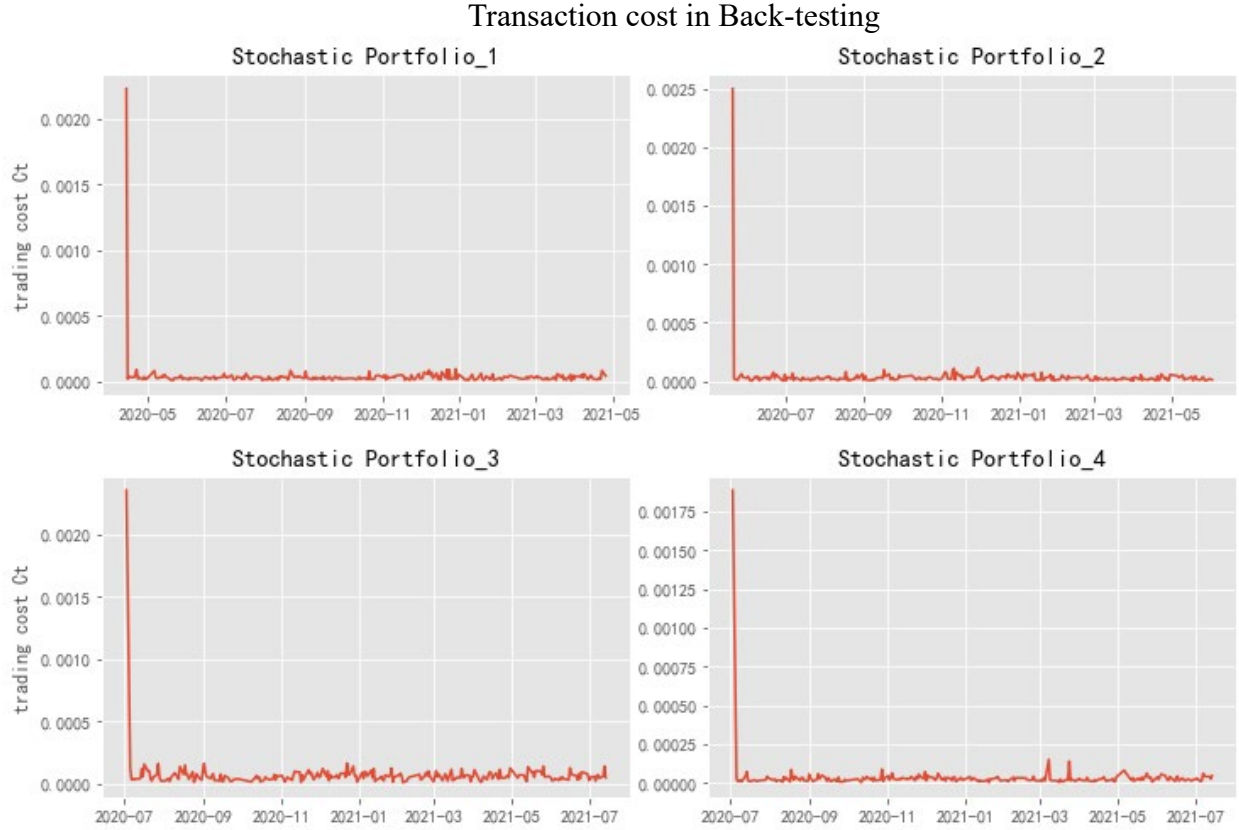 Transaction cost in Back-testing
Stochastic Portfolio_1
trading cost Ct
0.0020
0.0015
0.0010
0.0005
0.0000
2020-05 2020-07 2020-09 2020-11 2021-01 2021-03 2021-05
Stochastic Portfolio_2
0.0025
0.0020
0.0015
0.0010
0.0005
0.0000
2020-07 2020-09 2020-11 2021-01 2021-03 2021-05
Stochastic Portfolio_3
trading cost Ct
0.0020
0.0015
0.0010
0.0005
0.0000
2020-07 2020-09 2020-11 2021-01 2021-03 2021-05 2021-07
Stochastic Portfolio_4
0.00175
0.00150
0.00125
0.00100
0.00075
0.00050
0.00025
0.00000
2020-07 2020-09 2020-11 2021-01 2021-03 2021-05 2021-07